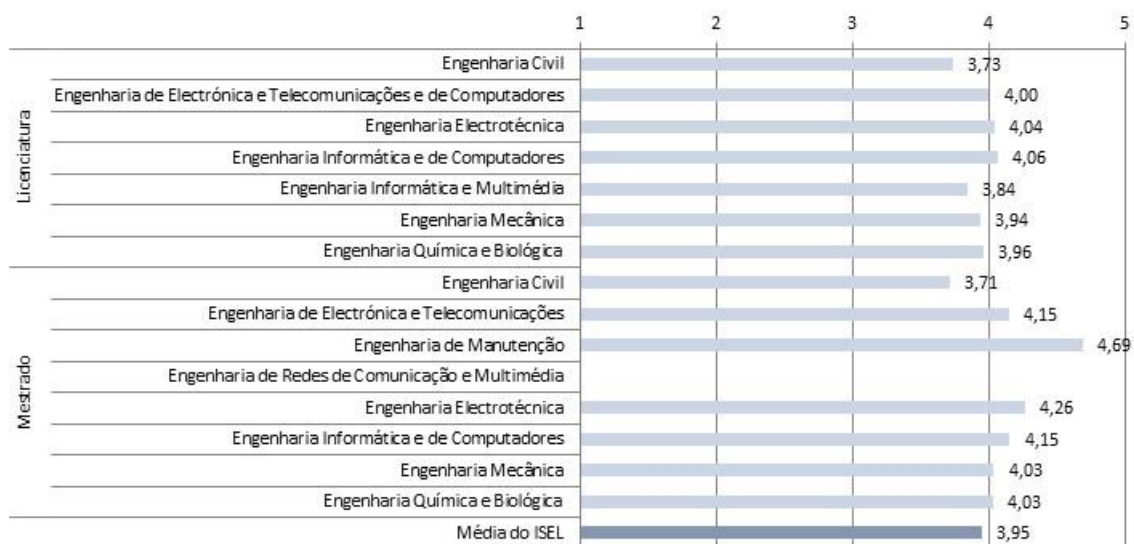 1 2 3 4 5
Licenciatura
Engenharia Civil 3,73
Engenharia de Electrónica e Telecomunicações e de Computadores 4,00
Engenharia Electrotécnica 4,04
Engenharia Informática e de Computadores 4,06
Engenharia Informática e Multimédia 3,84
Engenharia Mecânica 3,94
Engenharia Química e Biológica 3,96
Mestrado
Engenharia Civil 3,71
Engenharia de Electrónica e Telecomunicações 4,15
Engenharia de Manutenção 4,69
Engenharia de Redes de Comunicação e Multimédia
Engenharia Electrotécnica 4,26
Engenharia Informática e de Computadores 4,15
Engenharia Mecânica 4,03
Engenharia Química e Biológica 4,03
Média do ISEL 3,95